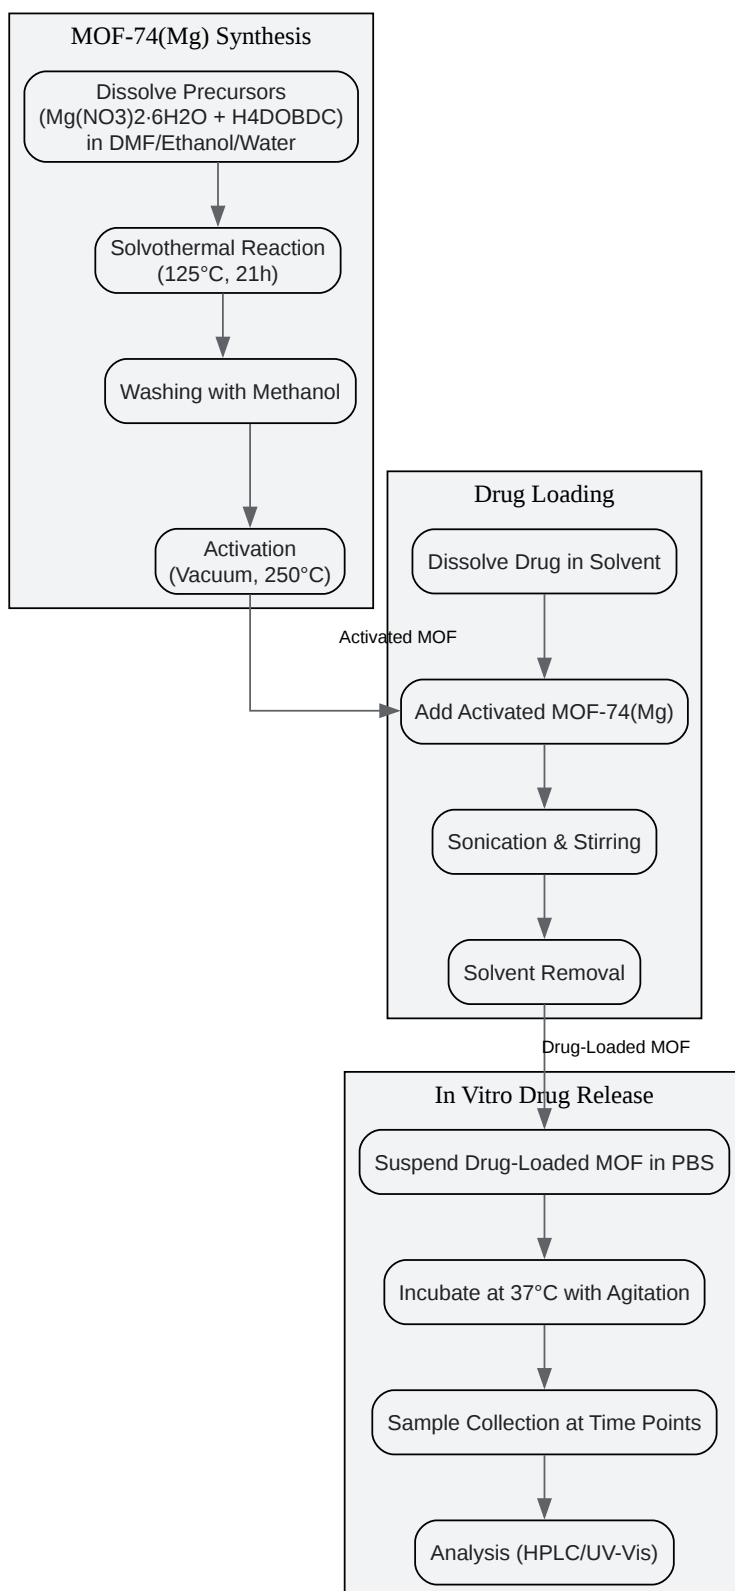 MOF-74(Mg) Synthesis
Dissolve Precursors
(Mg(NO3)2·6H2O + H4DOBDC)
in DMF/Ethanol/Water
Solvothermal Reaction
(125°C, 21h)
Washing with Methanol
Activation
(Vacuum, 250°C)
Activated MOF
Drug Loading
Dissolve Drug in Solvent
Add Activated MOF-74(Mg)
Sonication & Stirring
Solvent Removal
Drug-Loaded MOF
In Vitro Drug Release
Suspend Drug-Loaded MOF in PBS
Incubate at 37°C with Agitation
Sample Collection at Time Points
Analysis (HPLC/UV-Vis)